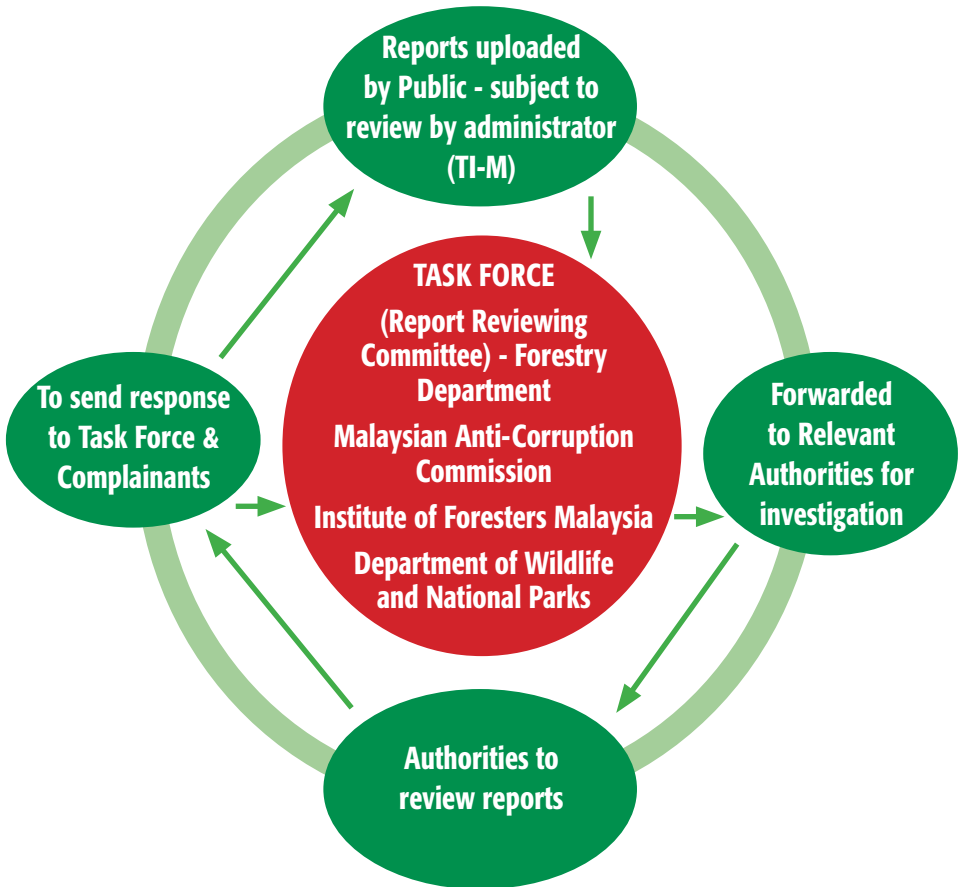 Reports uploaded
by Public - subject to
review by administrator
(TI-M)
TASK FORCE
(Report Reviewing
Committee) - Forestry
Department
Malaysian Anti-Corruption
Commission
Institute of Foresters Malaysia
Department of Wildlife
and National Parks
Forwarded
to Relevant
Authorities for
investigation
Authorities to
review reports
To send response
to Task Force &
Complainants